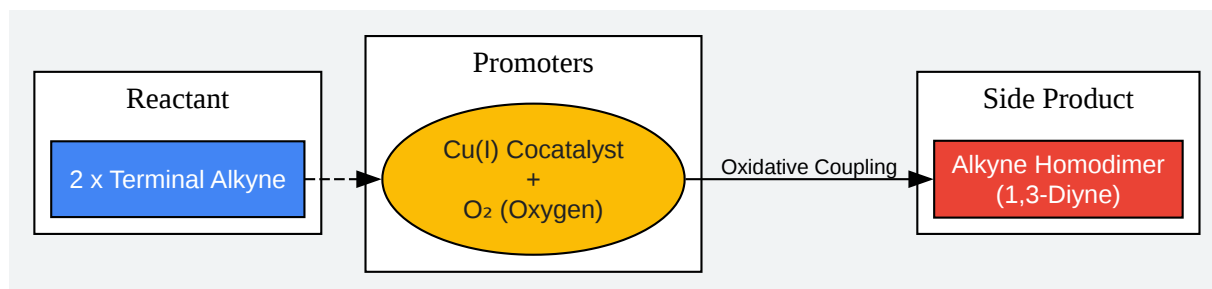 Reactant
2 x Terminal Alkyne
Promoters
Cu(I) Cocatalyst
+
O₂ (Oxygen)
Oxidative Coupling
Side Product
Alkyne Homodimer
(1,3-Diyne)